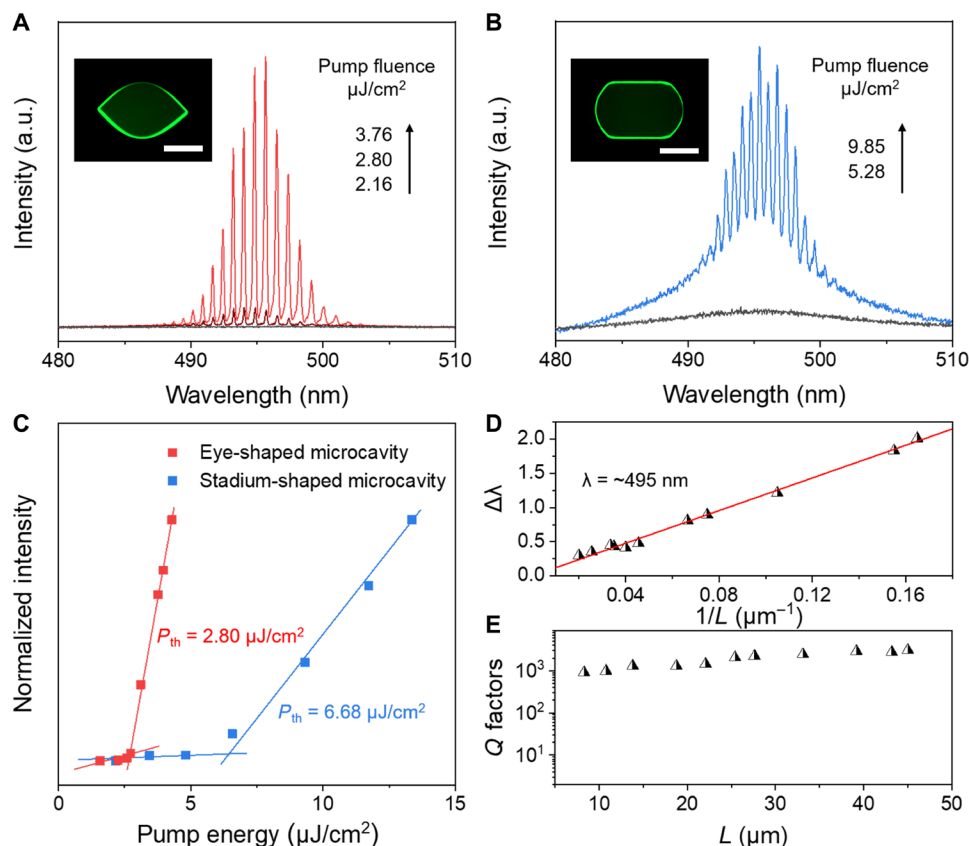 A
Intensity (a.u.)
Pump fluence
μJ/cm²
3.76
2.80
2.16
480 490 500 510
Wavelength (nm)
B
Intensity (a.u.)
Pump fluence
μJ/cm²
9.85
5.28
480 490 500 510
Wavelength (nm)
C
Normalized intensity
Eye-shaped microcavity
Stadium-shaped microcavity
Pth = 2.80 μJ/cm²
Pth = 6.68 μJ/cm²
0 5 10 15
Pump energy (μJ/cm²)
D
Δλ
2.0
1.5
1.0
0.5
0.0
λ = ~495 nm
0.04 0.08 0.12 0.16
1/L (μm⁻¹)
E
Q factors
10³
10²
10¹
10 20 30 40 50
L (μm)